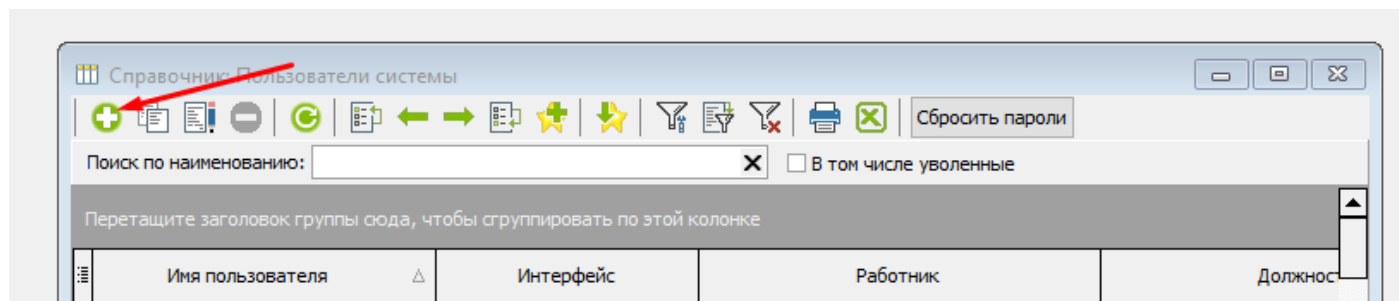 Справочник: Пользователи системы
Сбросить пароли
Поиск по наименованию:
В том числе уволенные
Перетащите заголовок группы сюда, чтобы сгруппировать по этой колонке
Имя пользователя Интерфейс Работник Должност